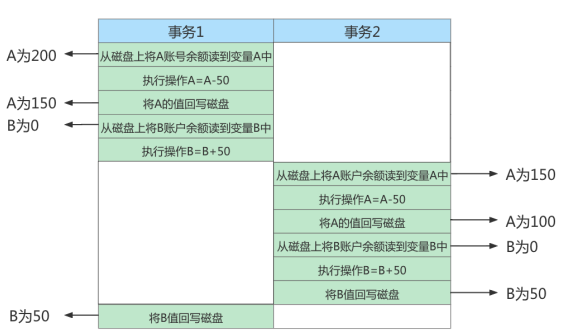 事务1 事务2
A为200 从磁盘上将A账号余额读到变量A中
执行操作A=A-50
A为150 将A的值回写磁盘
B为0 从磁盘上将B账户余额读到变量B中
执行操作B=B+50
从磁盘上将A账户余额读到变量A中 A为150
执行操作A=A-50
将A的值回写磁盘 A为100
从磁盘上将B账户余额读到变量B中 B为0
执行操作B=B+50
将B值回写磁盘 B为50
B为50 将B值回写磁盘